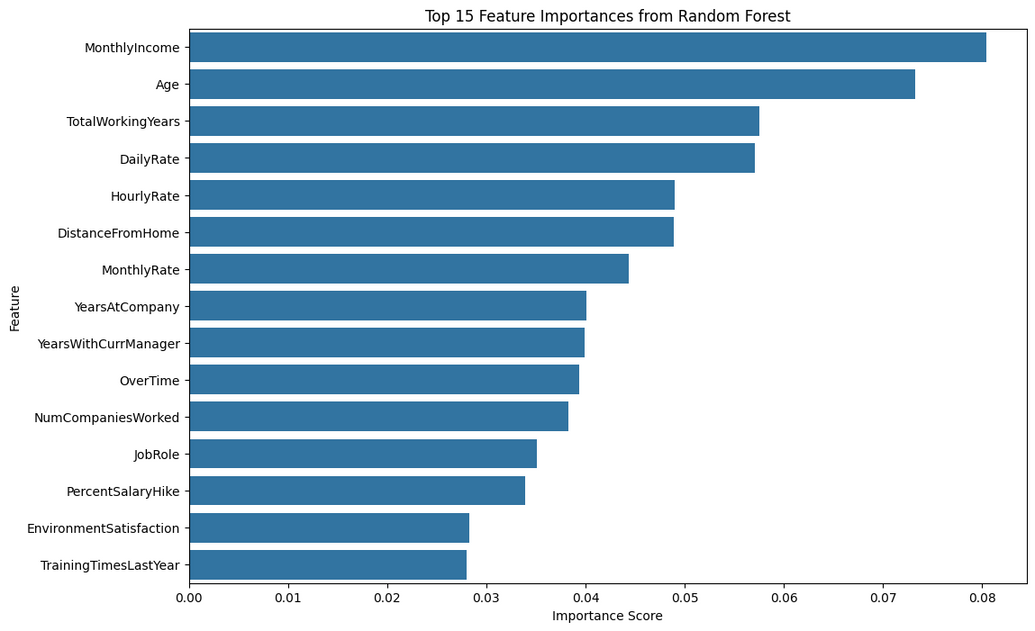 Top 15 Feature Importances from Random Forest
Feature
MonthlyIncome
Age
TotalWorkingYears
DailyRate
HourlyRate
DistanceFromHome
MonthlyRate
YearsAtCompany
YearsWithCurrManager
OverTime
NumCompaniesWorked
JobRole
PercentSalaryHike
EnvironmentSatisfaction
TrainingTimesLastYear
0.00 0.01 0.02 0.03 0.04 0.05 0.06 0.07 0.08
Importance Score